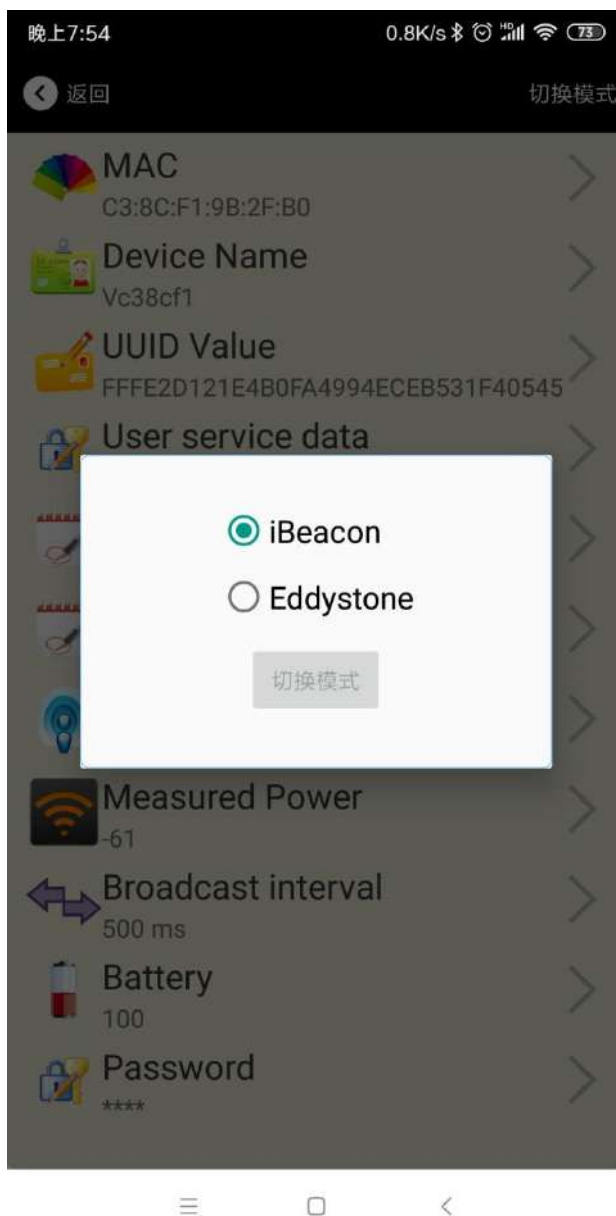 晚上7:54
0.8K/s
HD
73
返回
切换模式
MAC
C3:8C:F1:9B:2F:B0
Device Name
Vc38cf1
UUID Value
FFFE2D121E4B0FA4994ECEB531F40545
User service data
iBeacon
Eddystone
切换模式
Measured Power
-61
Broadcast interval
500 ms
Battery
100
Password
****